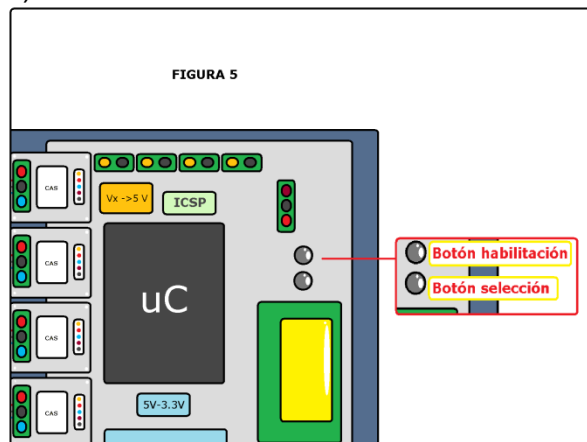 FIGURA 5
CAS
Vx ->5 V
ICSP
Botón habilitación
Botón selección
CAS
uC
CAS
CAS
5V-3.3V